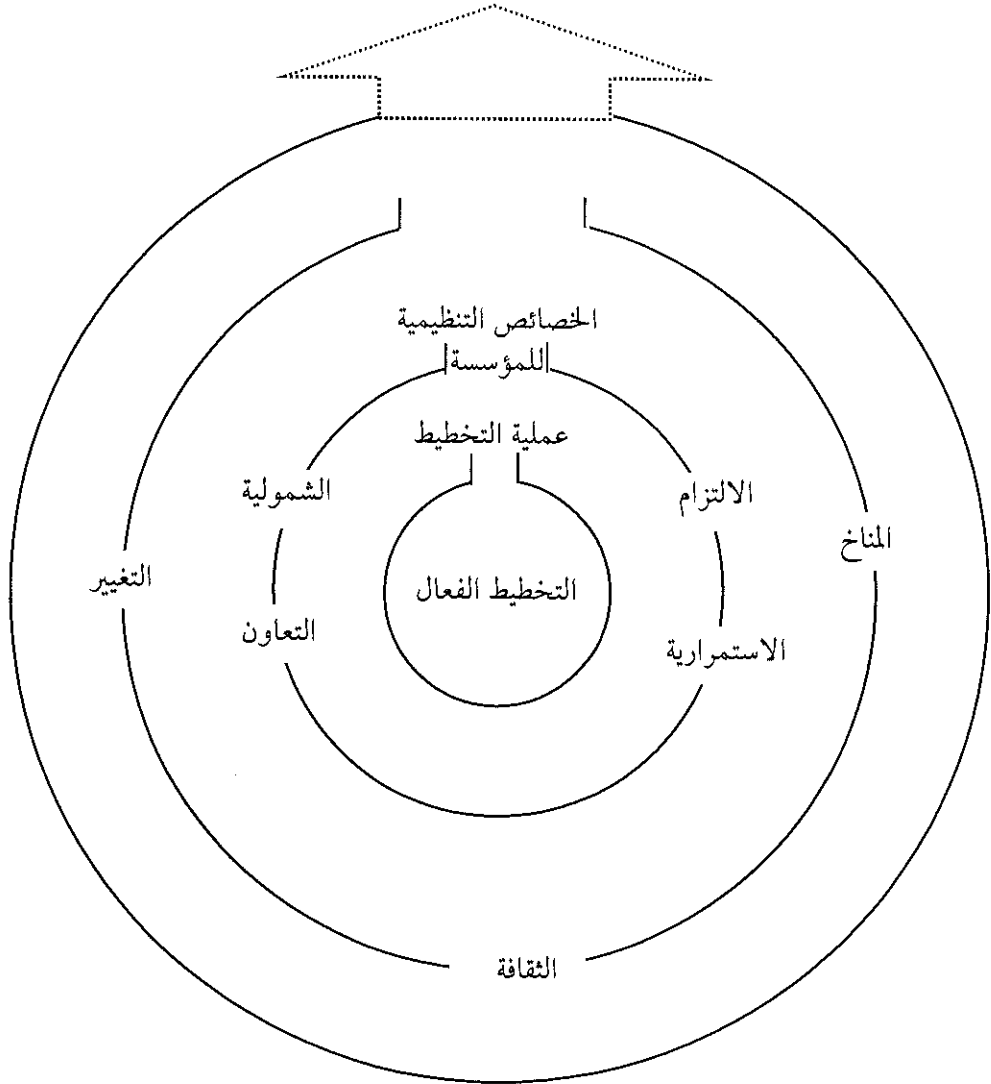 الخصائص التنظيمية
للمؤسسة
عملية التخطيط
الالتزام
الشمولية
المناخ
التغيير
التخطيط الفعال
التعاون
الاستمرارية
الثقافة